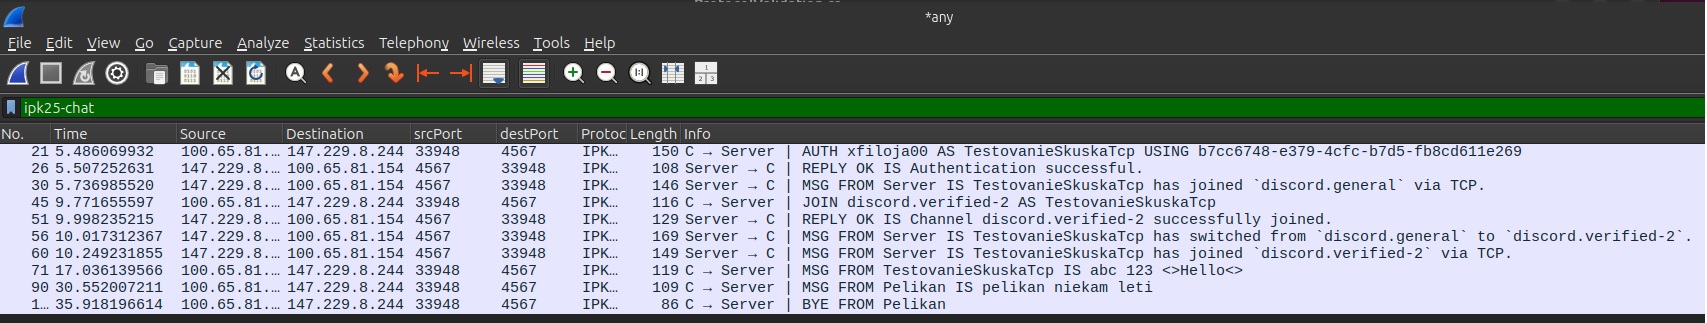 *any
File Edit View Go Capture Analyze Statistics Telephony Wireless Tools Help
ipk25-chat
No. Time Source Destination srcPort destPort Protoc Length Info
21 5.486069932 100.65.81.… 147.229.8.244 33948 4567 IPK… 150 C → Server | AUTH xfiloja00 AS TestovanieSkuskaTcp USING b7cc6748-e379-4cfc-b7d5-fb8cd611e269
26 5.507252631 147.229.8.… 100.65.81.154 4567 33948 IPK… 108 Server → C | REPLY OK IS Authentication successful.
30 5.736985520 147.229.8.… 100.65.81.154 4567 33948 IPK… 146 Server → C | MSG FROM Server IS TestovanieSkuskaTcp has joined `discord.general` via TCP.
45 9.771655597 100.65.81.… 147.229.8.244 33948 4567 IPK… 116 C → Server | JOIN discord.verified-2 AS TestovanieSkuskaTcp
51 9.998235215 147.229.8.… 100.65.81.154 4567 33948 IPK… 129 Server → C | REPLY OK IS Channel discord.verified-2 successfully joined.
56 10.017312367 147.229.8.… 100.65.81.154 4567 33948 IPK… 169 Server → C | MSG FROM Server IS TestovanieSkuskaTcp has switched from `discord.general` to `discord.verified-2`.
60 10.249231855 147.229.8.… 100.65.81.154 4567 33948 IPK… 149 Server → C | MSG FROM Server IS TestovanieSkuskaTcp has joined `discord.verified-2` via TCP.
71 17.036139566 100.65.81.… 147.229.8.244 33948 4567 IPK… 119 C → Server | MSG FROM TestovanieSkuskaTcp IS abc 123 <>Hello<>
90 30.552007211 100.65.81.… 147.229.8.244 33948 4567 IPK… 109 C → Server | MSG FROM Pelikan IS pelikan niekam leti
1… 35.918196614 100.65.81.… 147.229.8.244 33948 4567 IPK… 86 C → Server | BYE FROM Pelikan